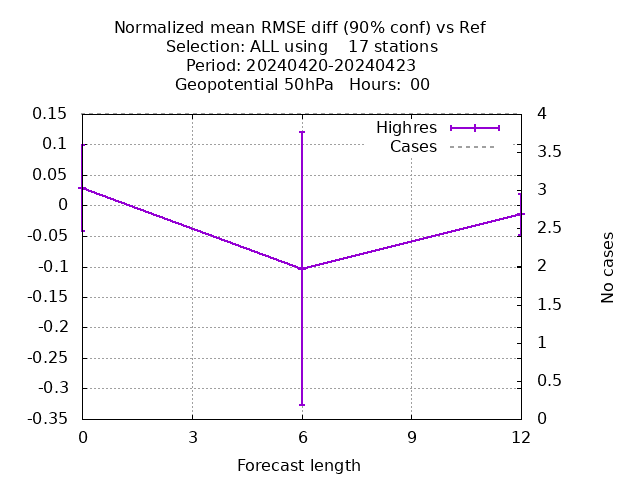 Normalized mean RMSE diff (90% conf) vs Ref
Selection: ALL using    17 stations
Period: 20240420-20240423
Geopotential 50hPa   Hours:  00
Highres
Cases
0.15
0.1
0.05
0
-0.05
-0.1
-0.15
-0.2
-0.25
-0.3
-0.35
4
3.5
3
2.5
2
1.5
1
0.5
0
No cases
0 3 6 9 12
Forecast length